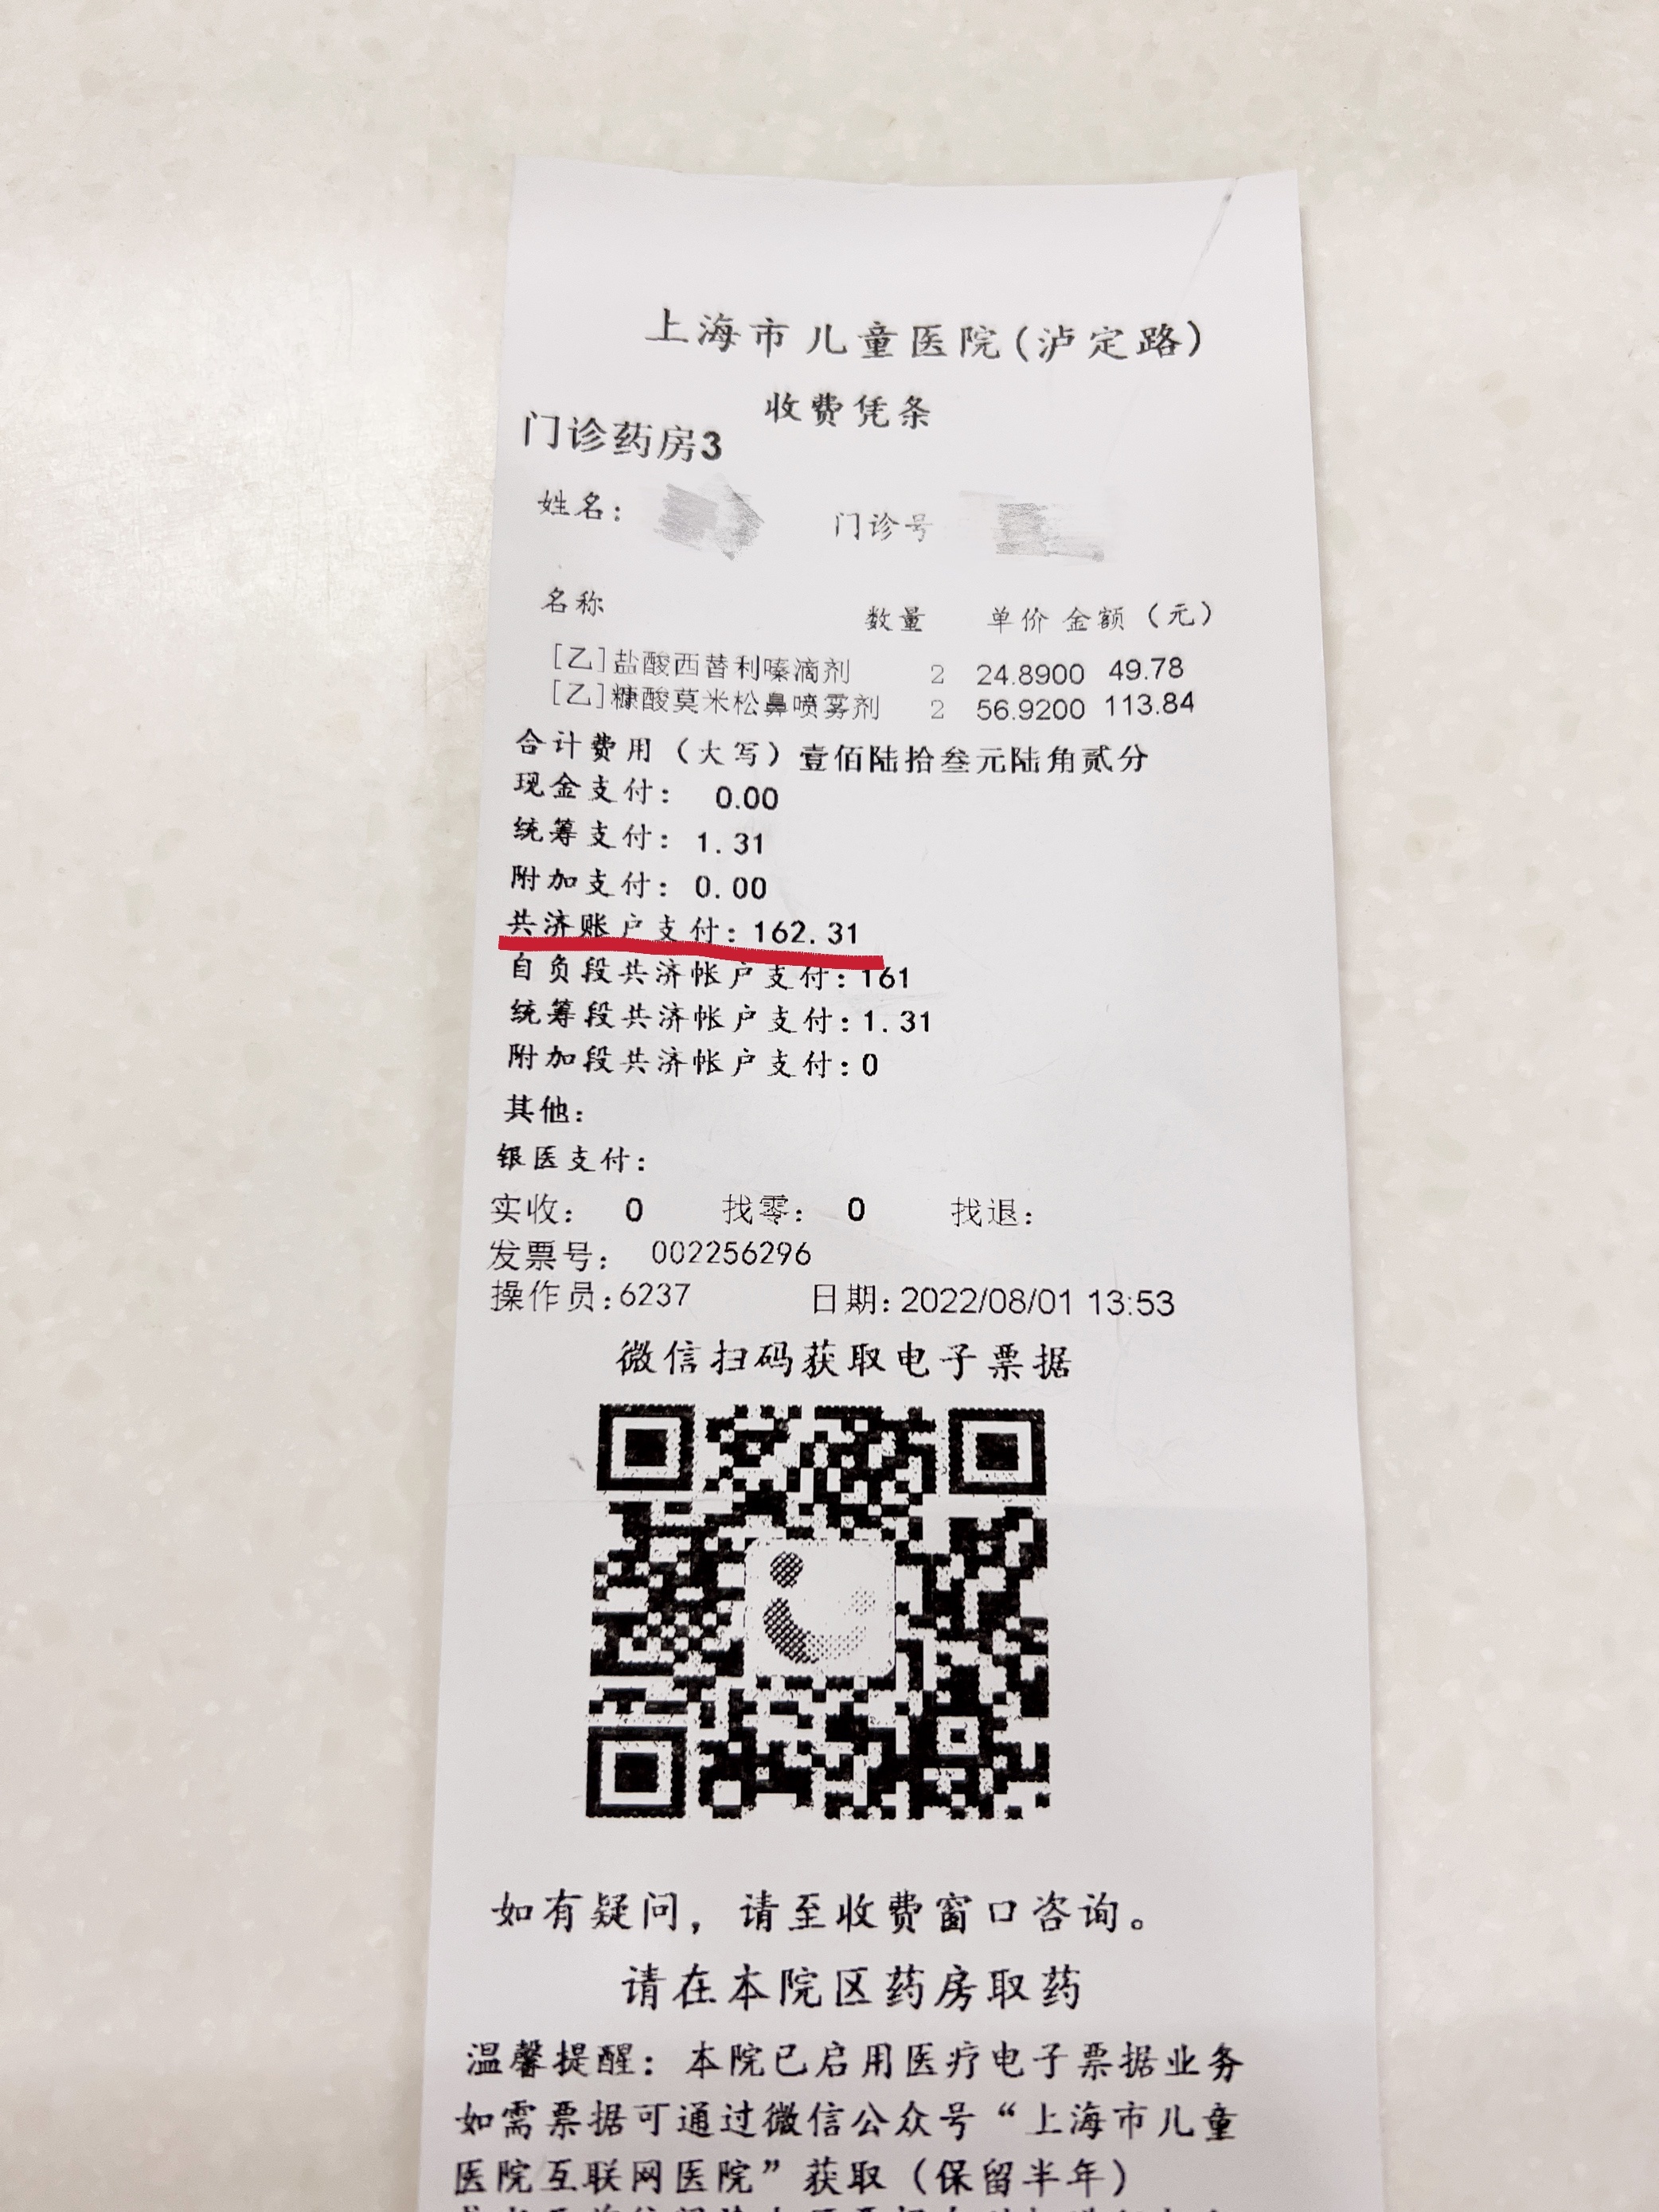 上海市儿童医院(泸定路)
收费凭条
门诊药房3
姓名: 门诊号
名称 数量 单价 金额(元)
[乙]盐酸西替利嗪滴剂 2 24.8900 49.78
[乙]糠酸莫米松鼻喷雾剂 2 56.9200 113.84
合计费用(大写)壹佰陆拾叁元陆角贰分
现金支付: 0.00
统筹支付: 1.31
附加支付: 0.00
共济账户支付: 162.31
自负段共济帐户支付: 161
统筹段共济帐户支付: 1.31
附加段共济帐户支付: 0
其他:
银医支付:
实收: 0 找零: 0 找退:
发票号: 002256296
操作员:6237 日期: 2022/08/01 13:53
微信扫码获取电子票据
如有疑问，请至收费窗口咨询。
请在本院区药房取药
温馨提醒: 本院已启用医疗电子票据业务
如需票据可通过微信公众号“上海市儿童
医院互联网医院”获取(保留半年)